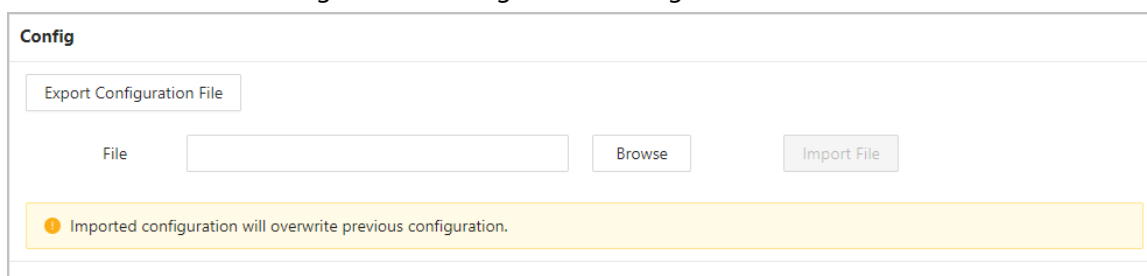 Config
Export Configuration File
File Browse Import File
Imported configuration will overwrite previous configuration.